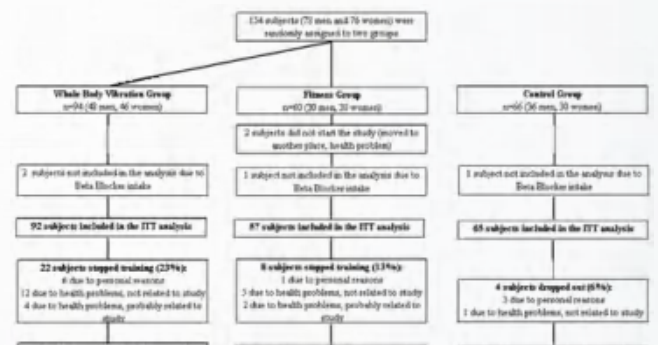 154 subjects (78 men and 76 women) were
randomly assigned to two groups
Whole Body Vibration Group
n=94 (48 men, 46 women)
Fitness Group
n=60 (30 men, 30 women)
Control Group
n=66 (36 men, 30 women)
2 subjects did not start the study (moved to
another place, health problem)
2 subjects not included in the analysis due to
Beta Blocker intake
1 subject not included in the analysis due to
Beta Blocker intake
1 subject not included in the analysis due to
Beta Blocker intake
92 subjects included in the ITT analysis
57 subjects included in the ITT analysis
65 subjects included in the ITT analysis
22 subjects stopped training (23%):
6 due to personal reasons
12 due to health problems, not related to study
4 due to health problems, probably related to
study
8 subjects stopped training (13%):
1 due to personal reasons
5 due to health problems, not related to study
2 due to health problems, probably related to
study
4 subjects dropped out (6%):
3 due to personal reasons
1 due to health problems, not related to study